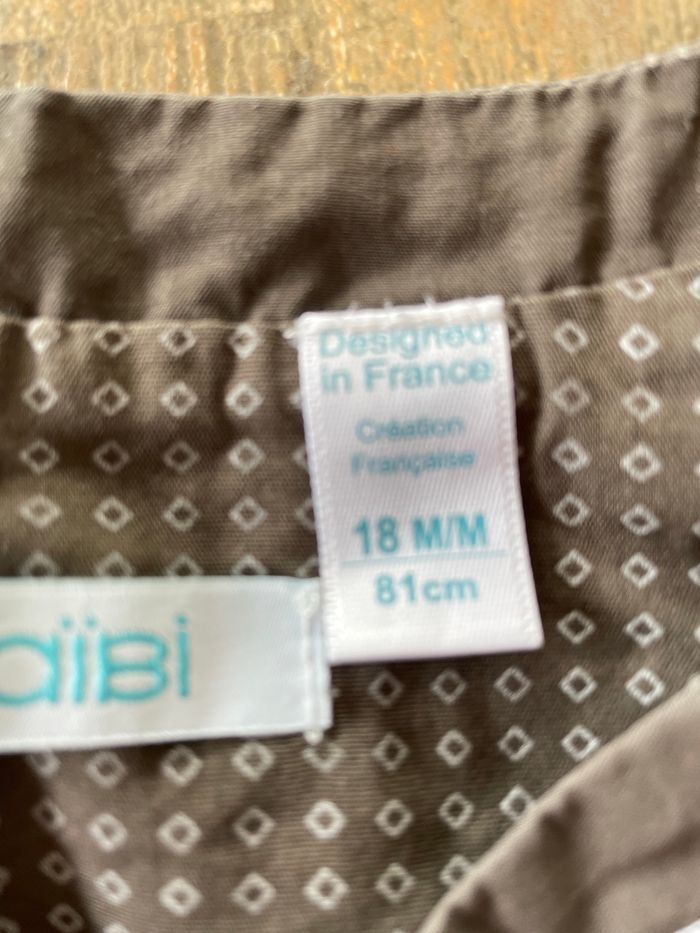 Designed
in France
Création
Française
18 M/M
81cm
aïBi